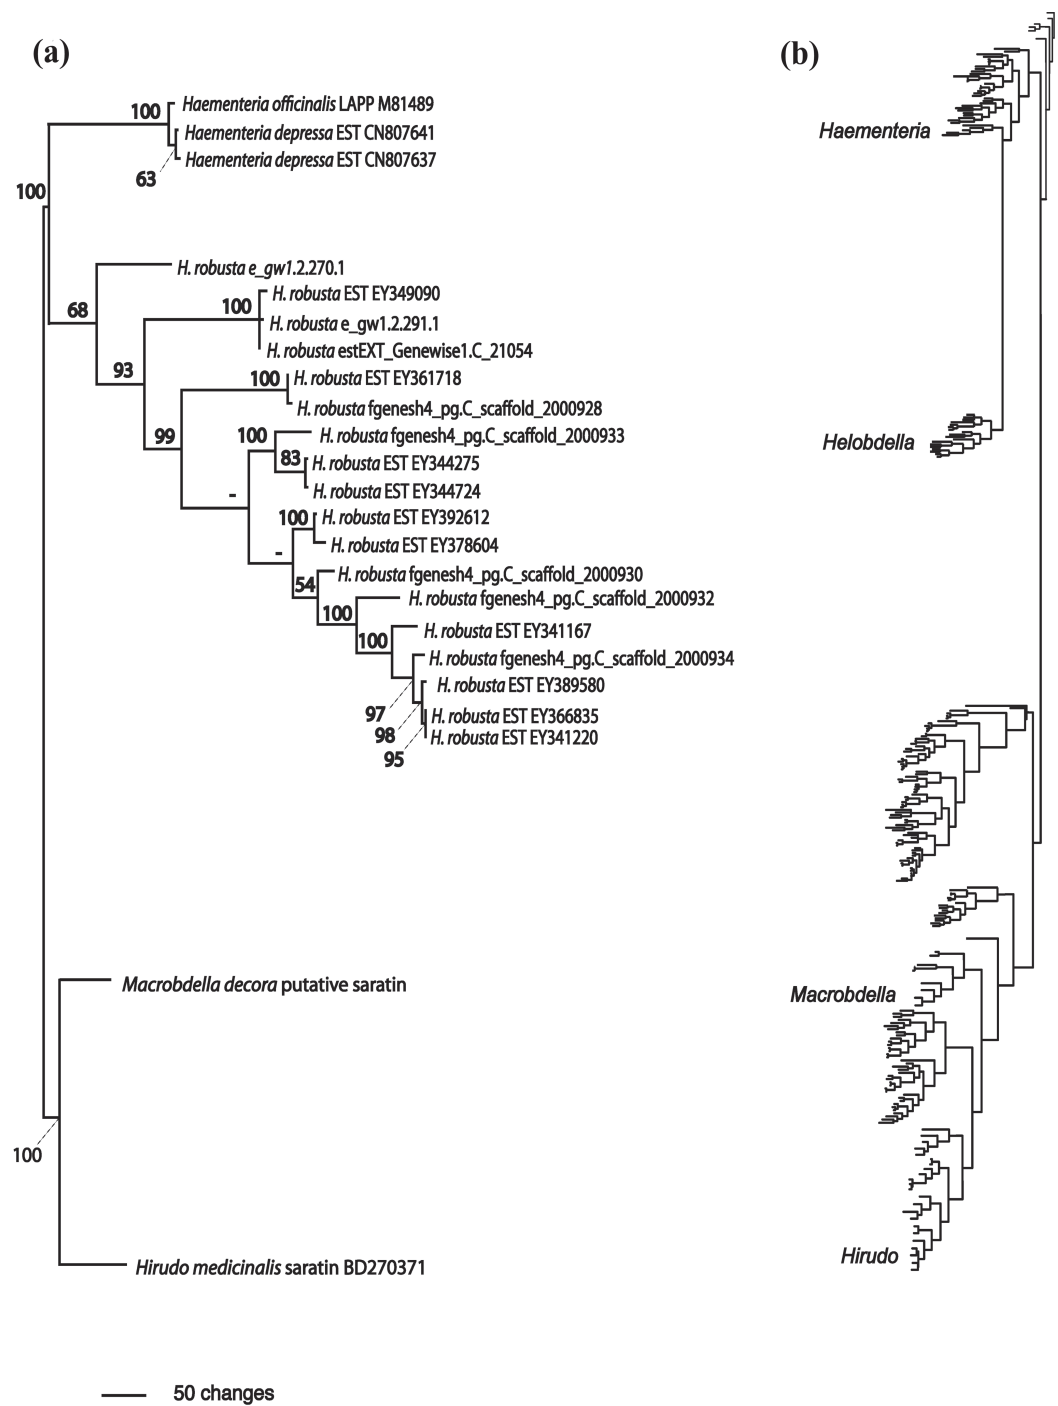 (a)
(b)
100
Haementeria officinalis LAPP M81489
Haementeria depressa EST CN807641
Haementeria depressa EST CN807637
63
100
H. robusta e_gw1.2.270.1
68
H. robusta EST EY349090
100
H. robusta e_gw1.2.291.1
H. robusta estEXT_Genewise1.C_21054
93
100
H. robusta EST EY361718
H. robusta fgenesh4_pg.C_scaffold_2000928
99
100
H. robusta fgenesh4_pg.C_scaffold_2000933
83
H. robusta EST EY344275
H. robusta EST EY344724
-
100
H. robusta EST EY392612
H. robusta EST EY378604
-
54
H. robusta fgenesh4_pg.C_scaffold_2000930
H. robusta fgenesh4_pg.C_scaffold_2000932
100
H. robusta EST EY341167
100
H. robusta fgenesh4_pg.C_scaffold_2000934
H. robusta EST EY389580
97
H. robusta EST EY366835
98
H. robusta EST EY341220
95
Macrobdella decora putative saratin
100
Hirudo medicinalis saratin BD270371
50 changes
Haementeria
Helobdella
Macrobdella
Hirudo